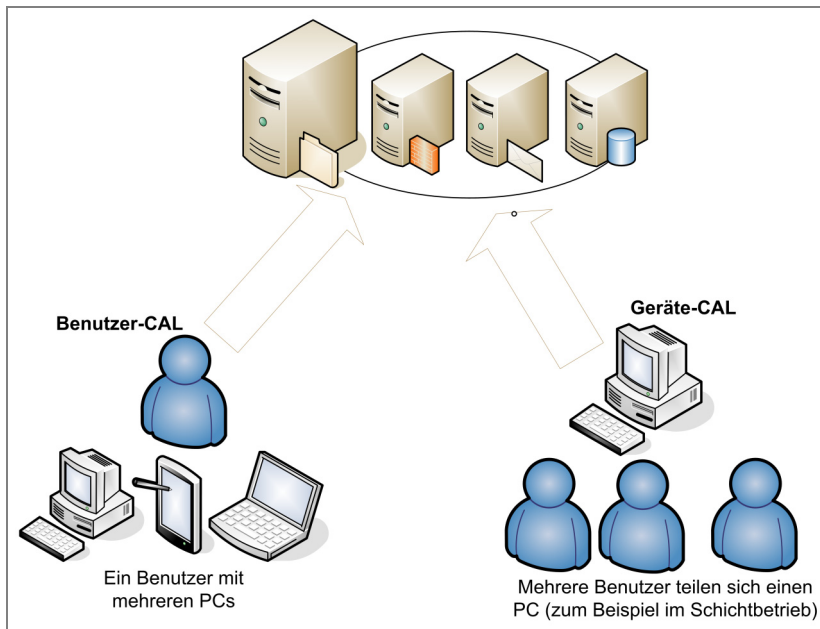 Benutzer-CAL
Geräte-CAL
Ein Benutzer mit
mehreren PCs
Mehrere Benutzer teilen sich einen
PC (zum Beispiel im Schichtbetrieb)